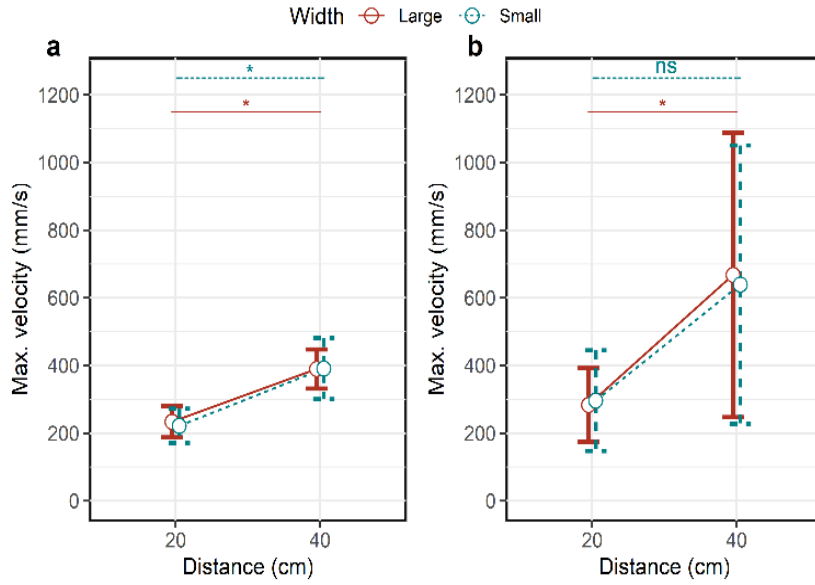 Width Large Small
a
b
*
*
ns
*
Max. velocity (mm/s)
1200
1000
800
600
400
200
0
20 40
Distance (cm)
Max. velocity (mm/s)
1200
1000
800
600
400
200
0
20 40
Distance (cm)